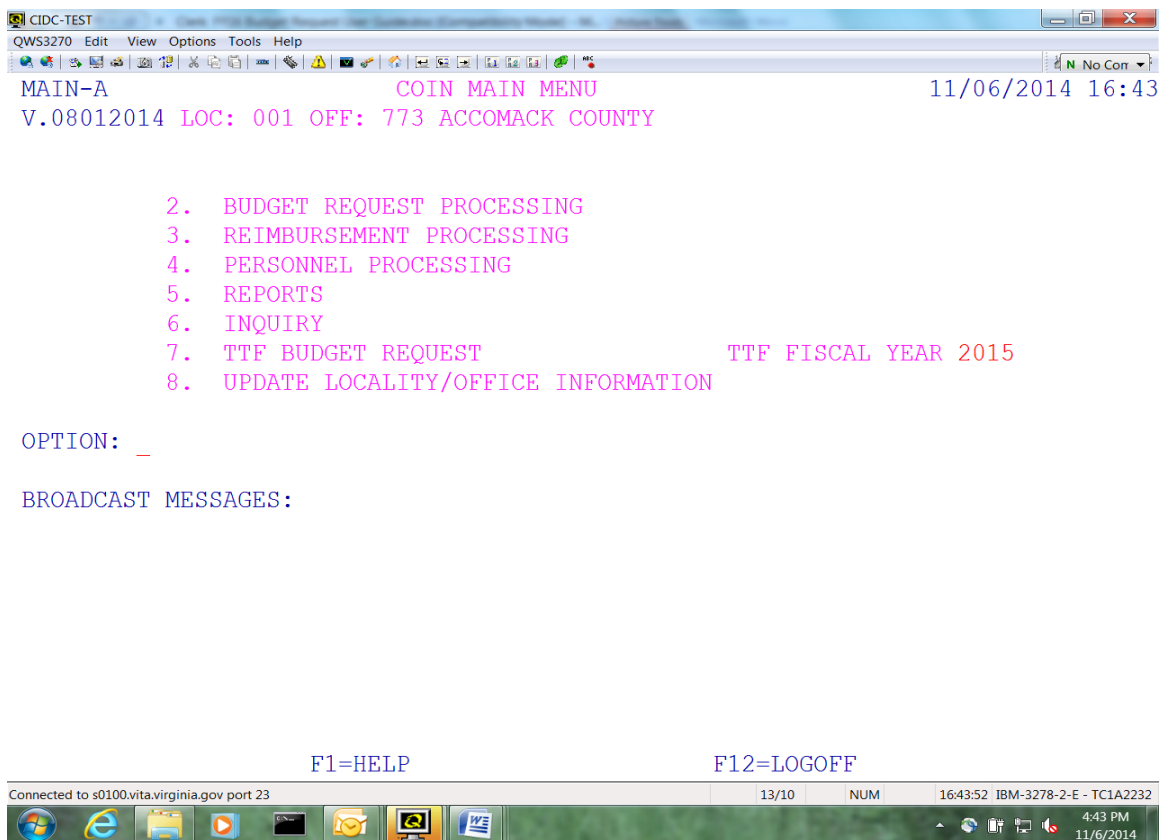 CIDC-TEST
QWS3270 Edit View Options Tools Help
N No Con
MAIN-A COIN MAIN MENU 11/06/2014 16:43
V.08012014 LOC: 001 OFF: 773 ACCOMACK COUNTY
2. BUDGET REQUEST PROCESSING
3. REIMBURSEMENT PROCESSING
4. PERSONNEL PROCESSING
5. REPORTS
6. INQUIRY
7. TTF BUDGET REQUEST TTF FISCAL YEAR 2015
8. UPDATE LOCALITY/OFFICE INFORMATION
OPTION: _
BROADCAST MESSAGES:
F1=HELP F12=LOGOFF
Connected to s0100.vita.virginia.gov port 23 13/10 NUM 16:43:52 IBM-3278-2-E - TC1A2232
4:43 PM
11/6/2014